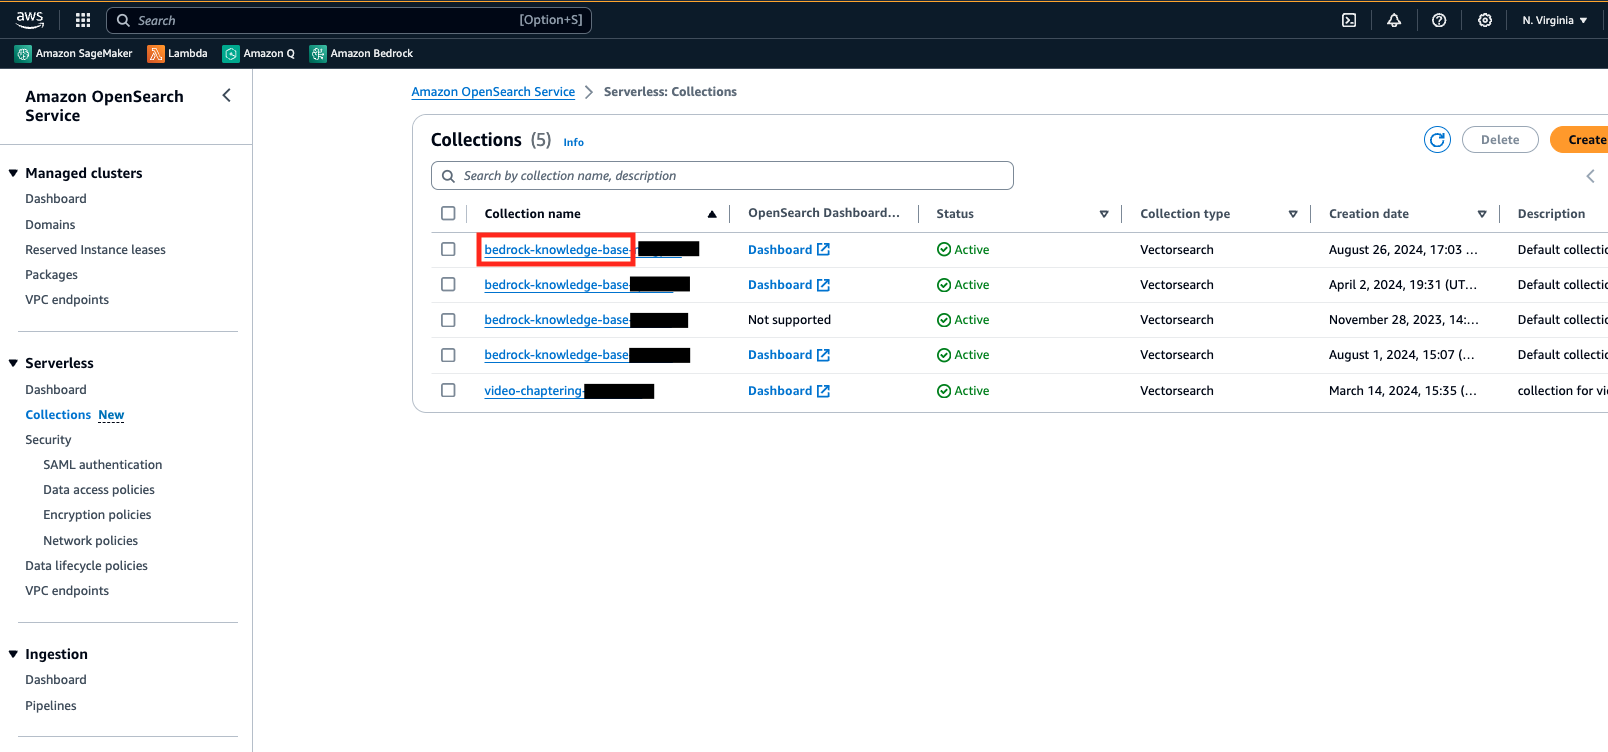 aws Search [Option+S] N. Virginia
Amazon SageMaker Lambda Amazon Q Amazon Bedrock
Amazon OpenSearch
Service
Managed clusters
Dashboard
Domains
Reserved Instance leases
Packages
VPC endpoints
Serverless
Dashboard
Collections New
Security
SAML authentication
Data access policies
Encryption policies
Network policies
Data lifecycle policies
VPC endpoints
Ingestion
Dashboard
Pipelines
Amazon OpenSearch Service Serverless: Collections
Collections (5) Info Delete Create
Search by collection name, description
Collection name OpenSearch Dashboard... Status Collection type Creation date Description
bedrock-knowledge-base- Dashboard Active Vectorsearch August 26, 2024, 17:03 ... Default collectio
bedrock-knowledge-base- Dashboard Active Vectorsearch April 2, 2024, 19:31 (UT... Default collectio
bedrock-knowledge-base- Not supported Active Vectorsearch November 28, 2023, 14:... Default collectio
bedrock-knowledge-base Dashboard Active Vectorsearch August 1, 2024, 15:07 (... Default collectio
video-chaptering- Dashboard Active Vectorsearch March 14, 2024, 15:35 (... collection for vi